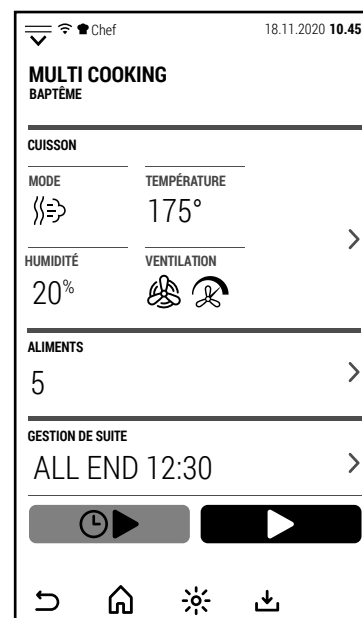 Chef 18.11.2020 10.45
MULTI COOKING
BAPTÊME
CUISSON
MODE TEMPÉRATURE
175°
HUMIDITÉ VENTILATION
20%
ALIMENTS
5
GESTION DE SUITE
ALL END 12:30